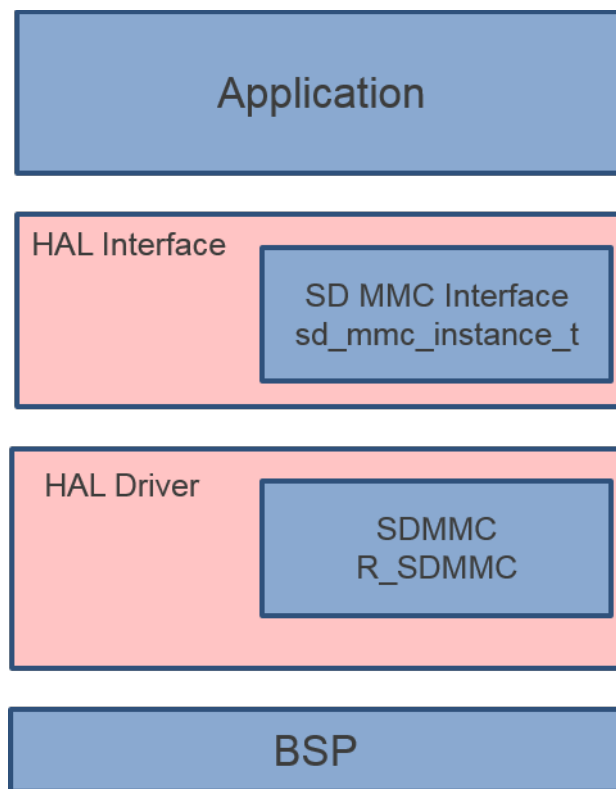 Application
HAL Interface
SD MMC Interface
sd_mmc_instance_t
HAL Driver
SDMMC
R_SDMMC
BSP